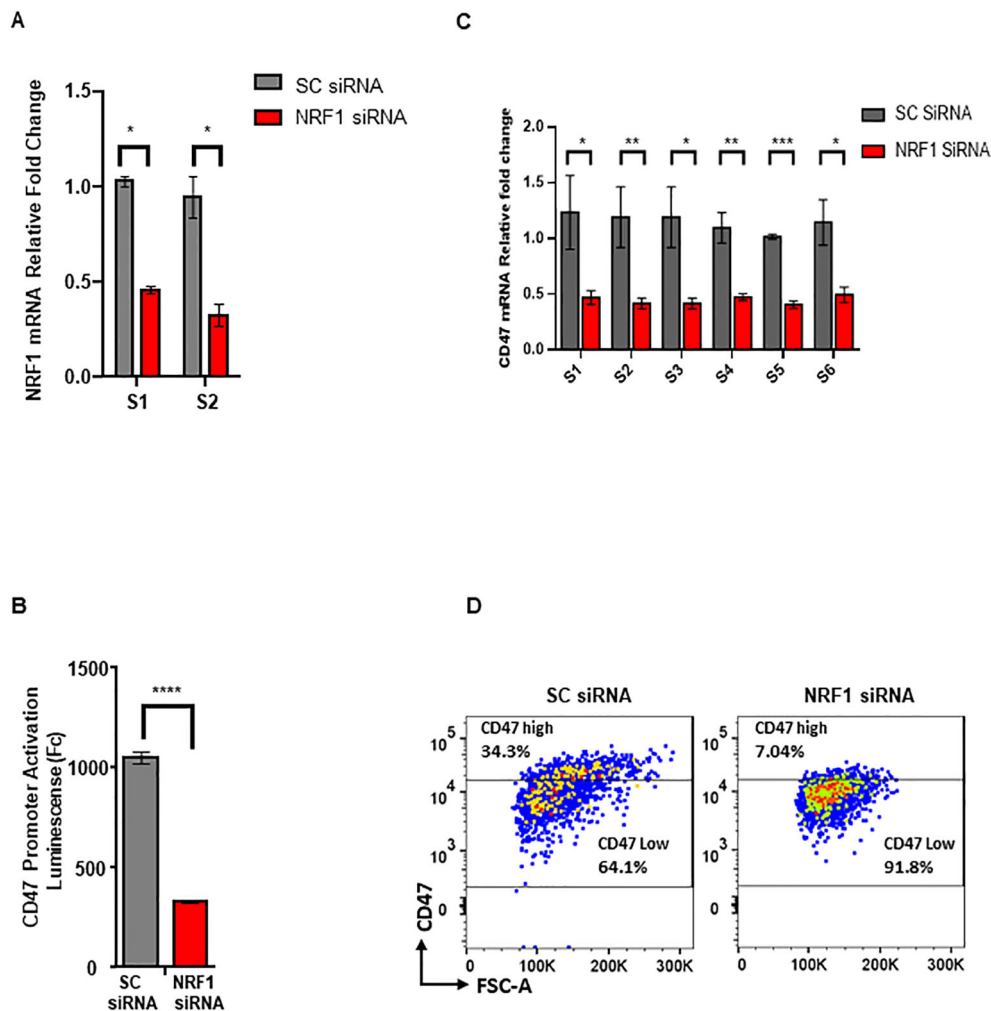 A
SC siRNA
NRF1 siRNA
NRF1 mRNA Relative Fold Change
1.5
1.0
0.5
0.0
*
*
S1 S2
C
SC SiRNA
NRF1 SiRNA
CD47 mRNA Relative fold change
2.0
1.5
1.0
0.5
0.0
* ** * ** *** *
S1 S2 S3 S4 S5 S6
B
CD47 Promoter Activation
Luminescense (Fc)
1500
1000
500
0
****
SC siRNA
NRF1 siRNA
D
SC siRNA
CD47 high
34.3%
CD47 Low
64.1%
10^5
10^4
10^3
0
0 100K 200K 300K
NRF1 siRNA
CD47 high
7.04%
CD47 Low
91.8%
10^5
10^4
10^3
0
0 100K 200K 300K
CD47
FSC-A